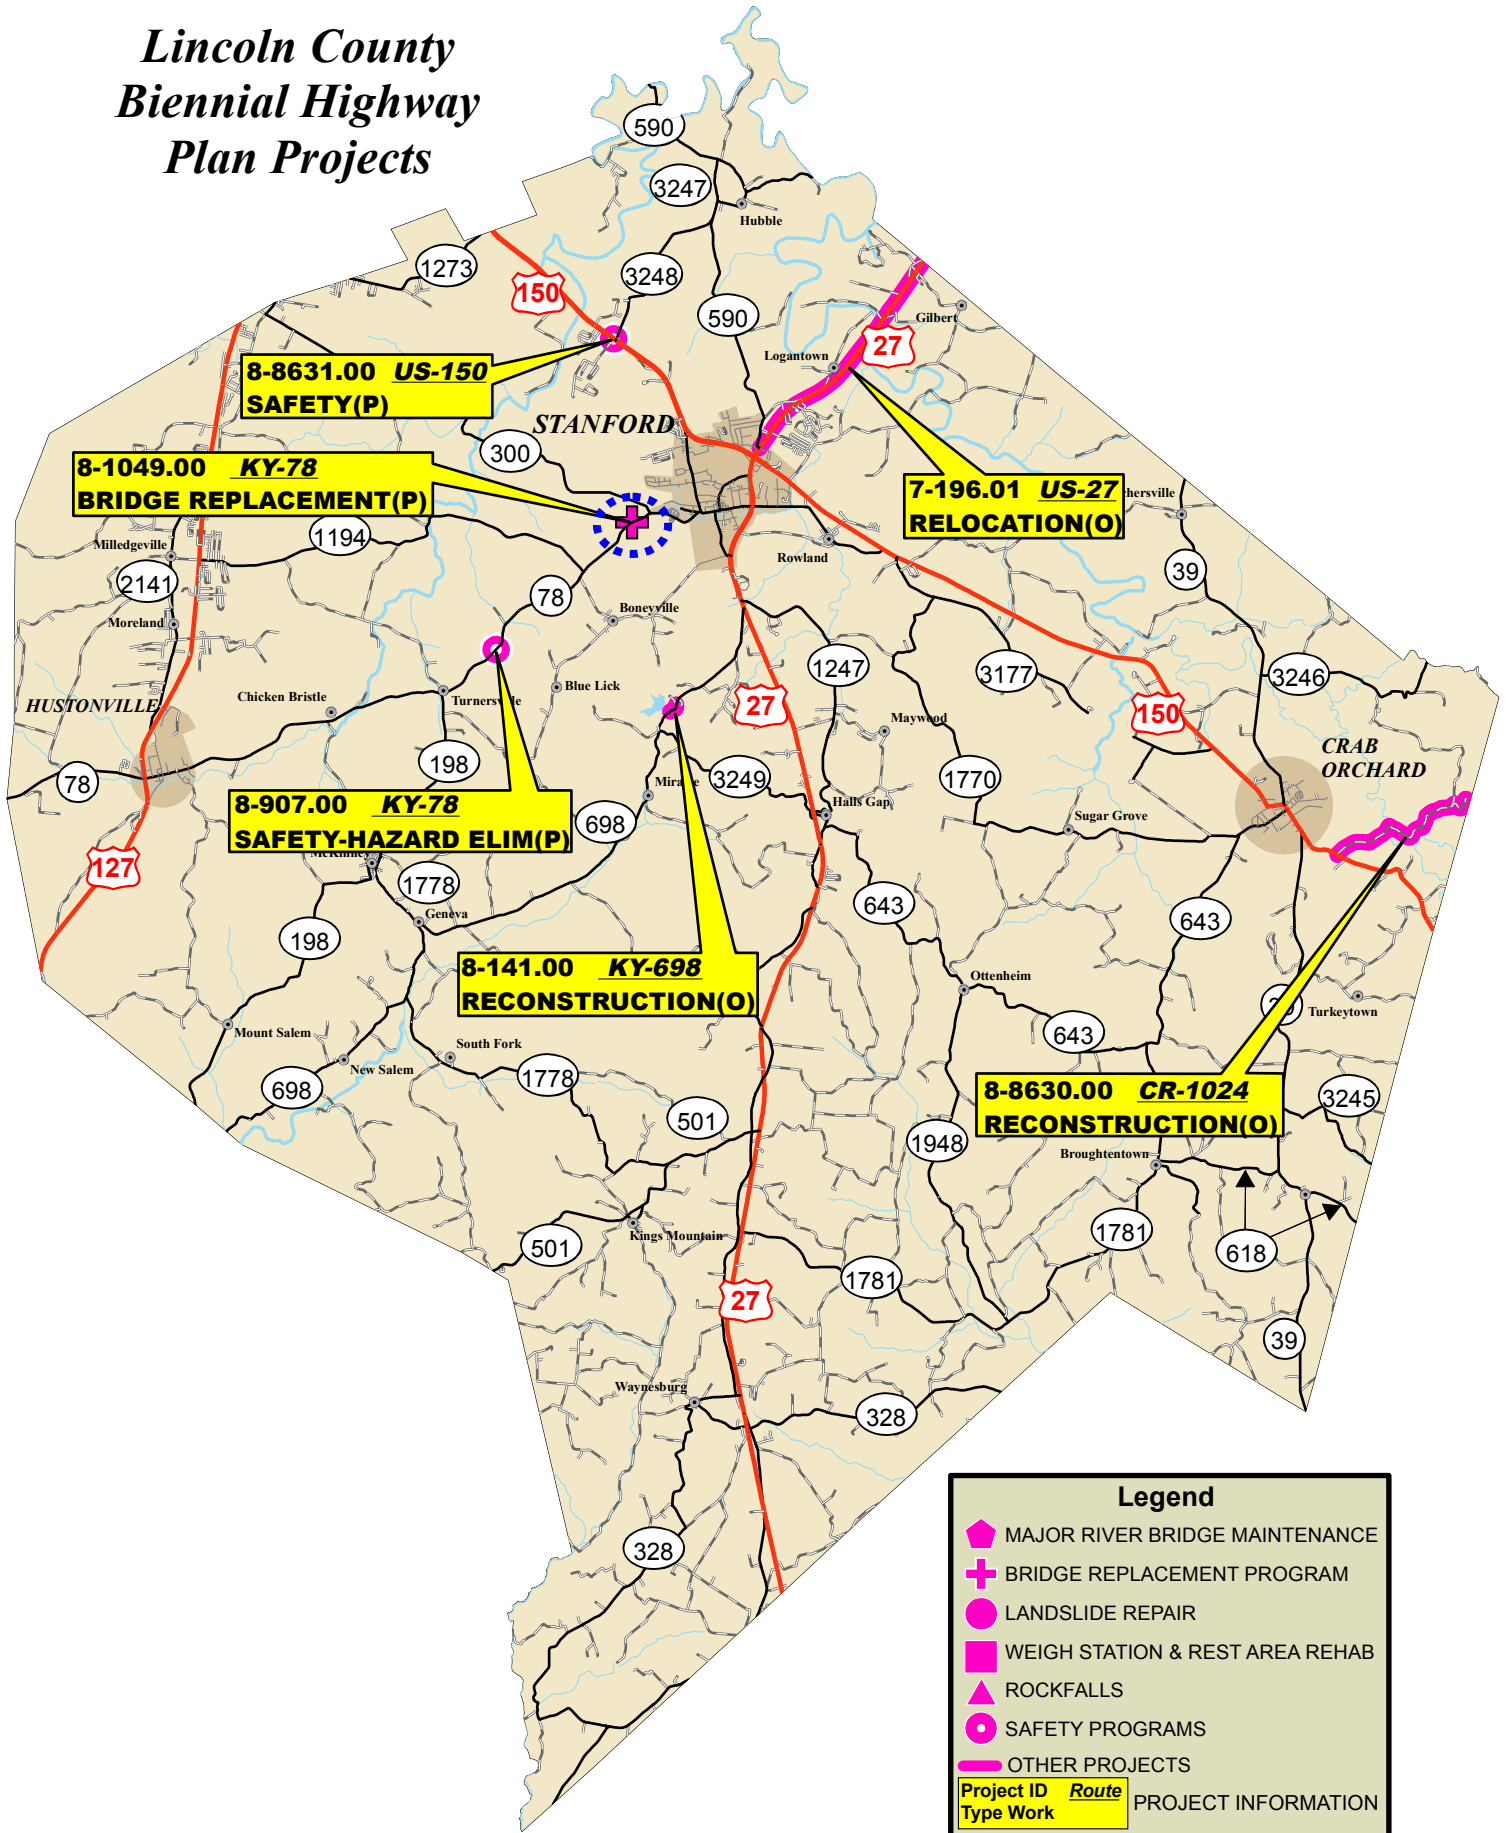 Lincoln County
Biennial Highway
Plan Projects
590
3247
Hubble
1273
3248
150
590
Gilbert
27
Logantown
8-8631.00 US-150
SAFETY(P)
STANFORD
300
8-1049.00 KY-78
BRIDGE REPLACEMENT(P)
7-196.01 US-27
RELOCATION(O)
chersville
1194
Milledgeville
Rowland
39
2141
78
Boneyville
Moreland
1247
3177
3246
Blue Lick
Chicken Bristle
Turnersville
HUSTONVILLE
27
150
Maywood
CRAB
ORCHARD
198
78
3249
1770
Halls Gap
Sugar Grove
8-907.00 KY-78
SAFETY-HAZARD ELIM(P)
698
127
McKinney
1778
643
643
Geneva
198
8-141.00 KY-698
RECONSTRUCTION(O)
Ottenheim
Turkeytown
643
Mount Salem
South Fork
New Salem
1778
698
8-8630.00 CR-1024
RECONSTRUCTION(O)
3245
501
1948
Broughtentown
1781
618
Kings Mountain
501
1781
27
39
Waynesburg
328
328
Legend
MAJOR RIVER BRIDGE MAINTENANCE
BRIDGE REPLACEMENT PROGRAM
LANDSLIDE REPAIR
WEIGH STATION & REST AREA REHAB
ROCKFALLS
SAFETY PROGRAMS
OTHER PROJECTS
Project ID Route
Type Work
PROJECT INFORMATION